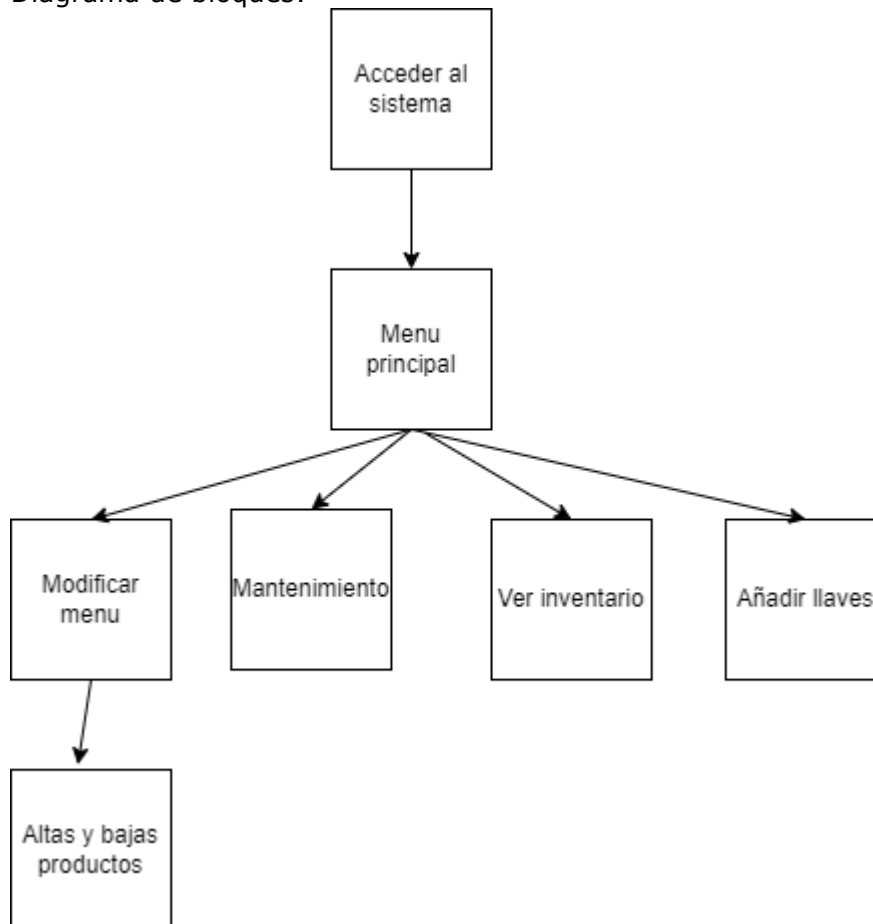 Diagrama de bloques:
Acceder al
sistema
Menu
principal
Modificar
menu
Mantenimiento
Ver inventario
Añadir llaves
Altas y bajas
productos